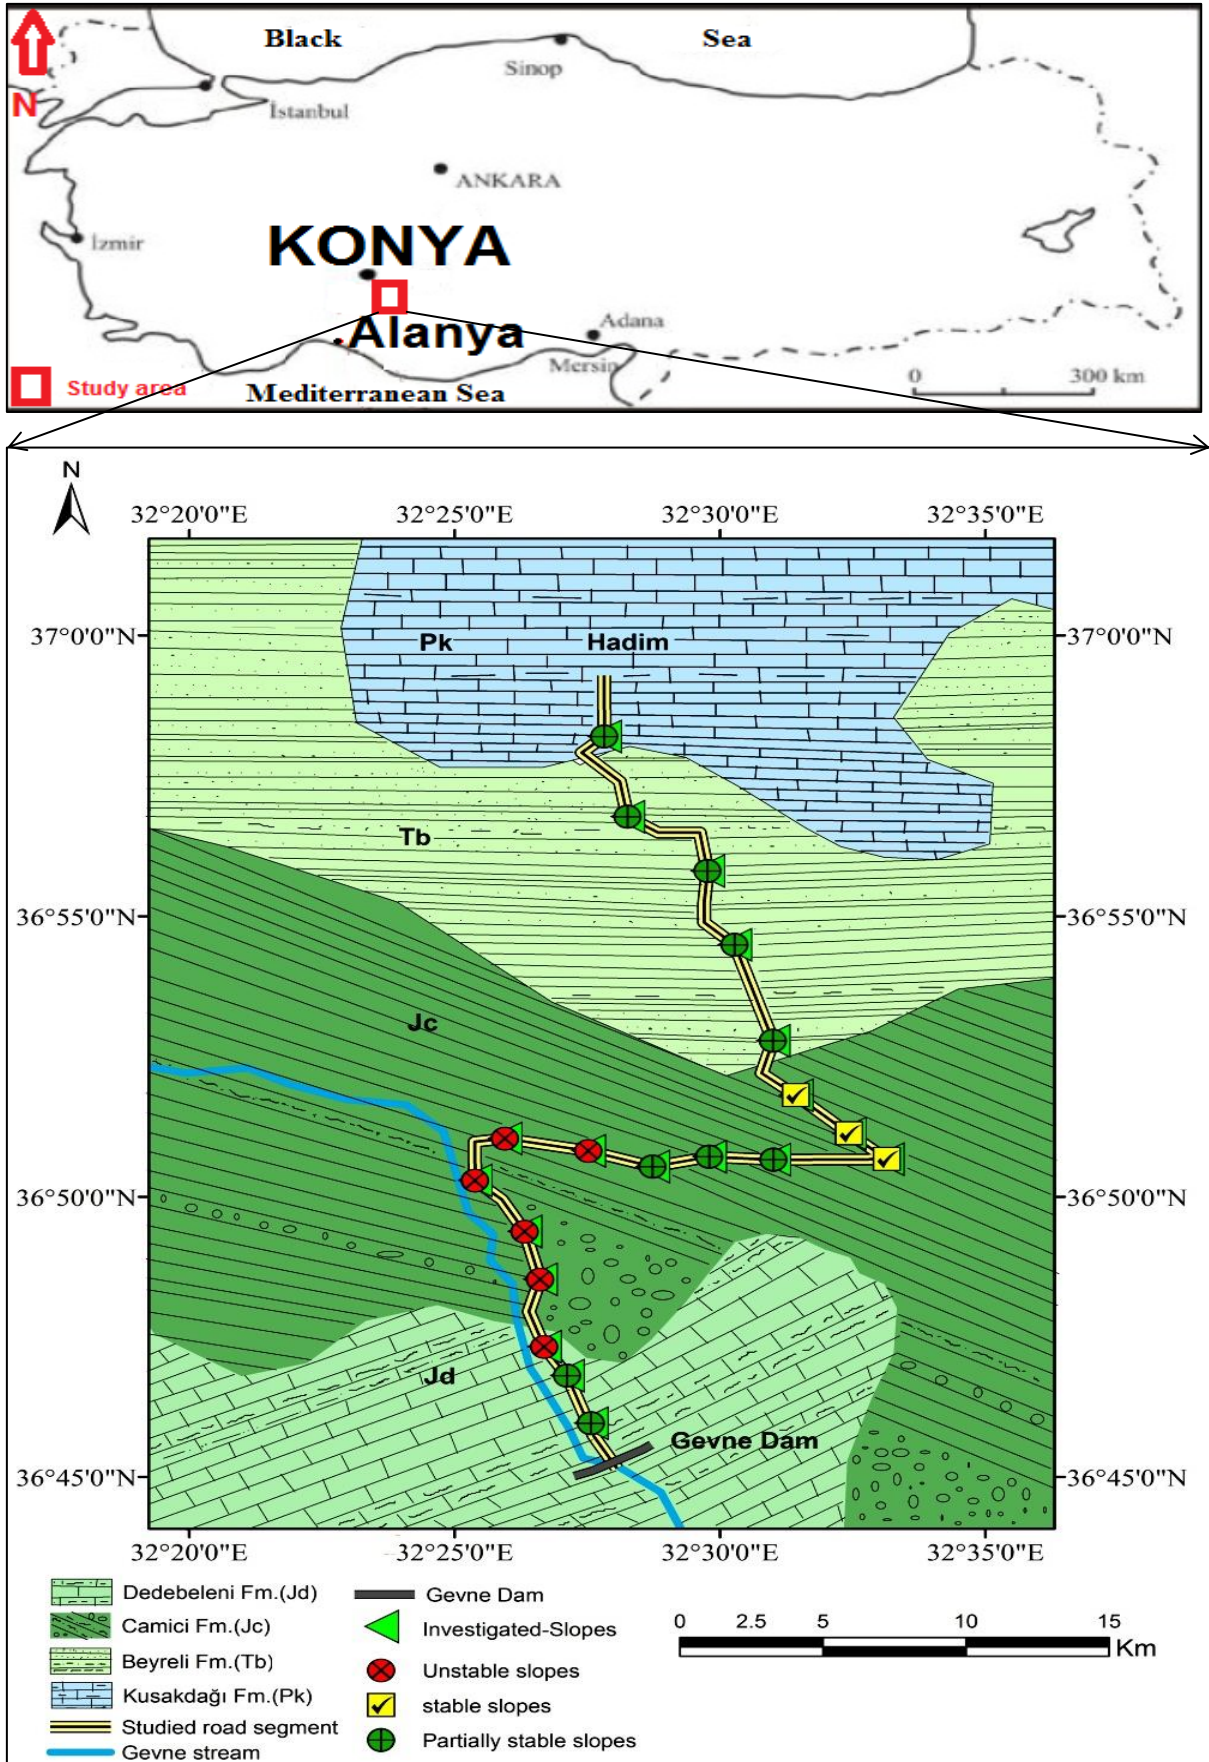 Black Sea
Sinop
N
İstanbul
ANKARA
KONYA
İzmir
Alanya
Adana
Mersin
0 300 km
Study area
Mediterranean Sea
N
32°20'0"E 32°25'0"E 32°30'0"E 32°35'0"E
37°0'0"N 37°0'0"N
Pk Hadim
Tb
36°55'0"N 36°55'0"N
Jc
36°50'0"N 36°50'0"N
Jd
Gevne Dam
36°45'0"N 36°45'0"N
32°20'0"E 32°25'0"E 32°30'0"E 32°35'0"E
Dedebeleni Fm.(Jd)
Camici Fm.(Jc)
Beyreli Fm.(Tb)
Kusakdağı Fm.(Pk)
Studied road segment
Gevne stream
Gevne Dam
Investigated-Slopes
Unstable slopes
stable slopes
Partially stable slopes
0 2.5 5 10 15
Km